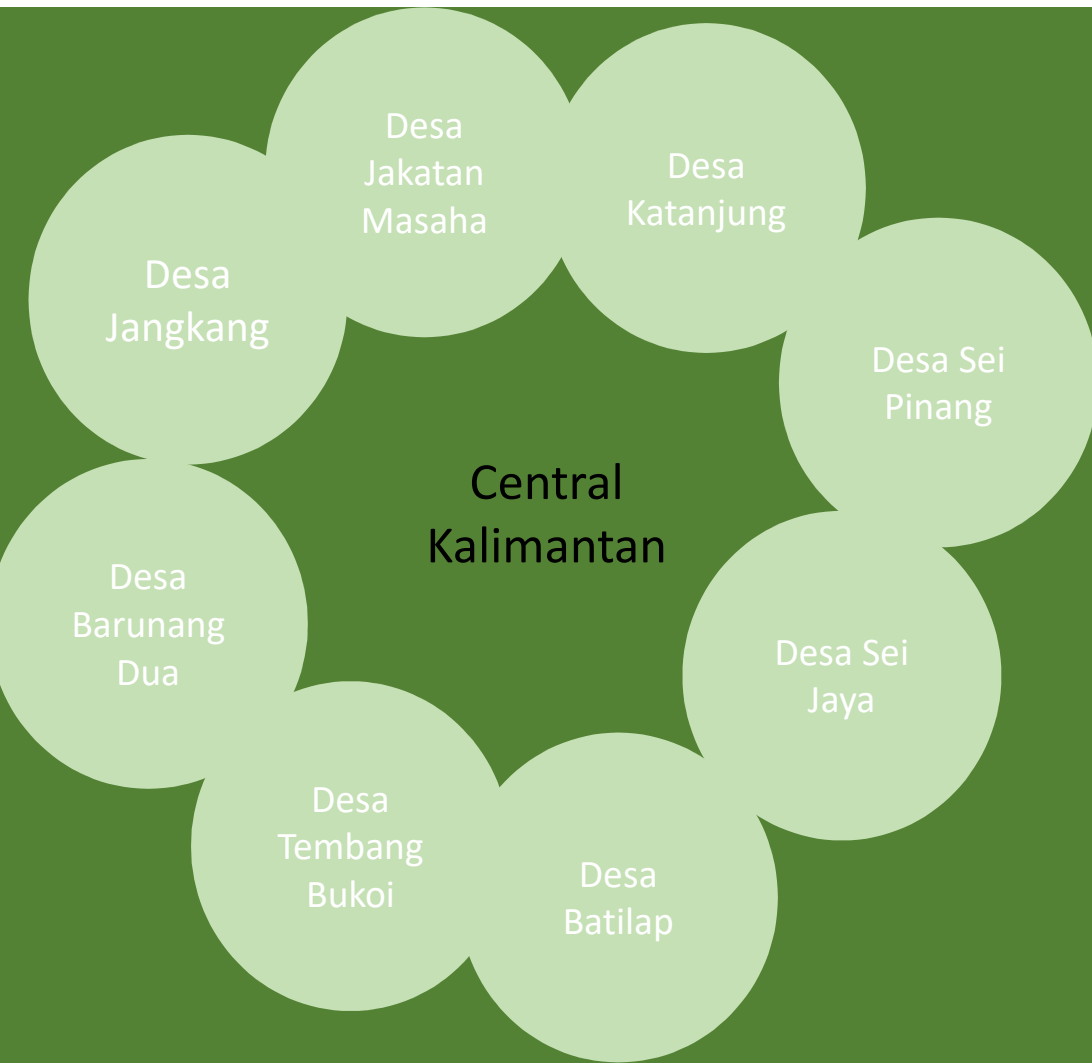 Desa
Jakatan
Masaha
Desa
Katanjung
Desa Sei
Pinang
Desa Sei
Jaya
Desa
Batilap
Desa
Tembang
Bukoi
Desa
Barunang
Dua
Desa
Jangkang
Central
Kalimantan